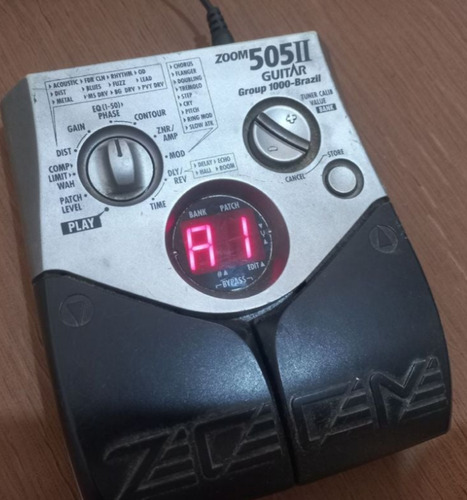 ZOOM 505II
GUITAR
Group 1000-Brazil
ACOUSTIC FDR CLN RHYTHM OD
DIST BLUES FUZZ LEAD
METAL MS DRV BG DRV PVT DRV
CHORUS
FLANGER
DOUBLING
TREMOLO
STEP
CRY
PITCH
RING MOD
SLOW ATK
EQ(1-50)
PHASE
CONTOUR
GAIN
ZNR/
AMP
DIST
MOD
COMP
LIMIT
WAH
DLY/
REV
DELAY ECHO
HALL ROOM
PATCH
LEVEL
TIME
PLAY
TUNER CALIB
VALUE
BANK
+
-
STORE
CANCEL
BANK PATCH
A1
EDIT
#
BYPASS
ZOOM